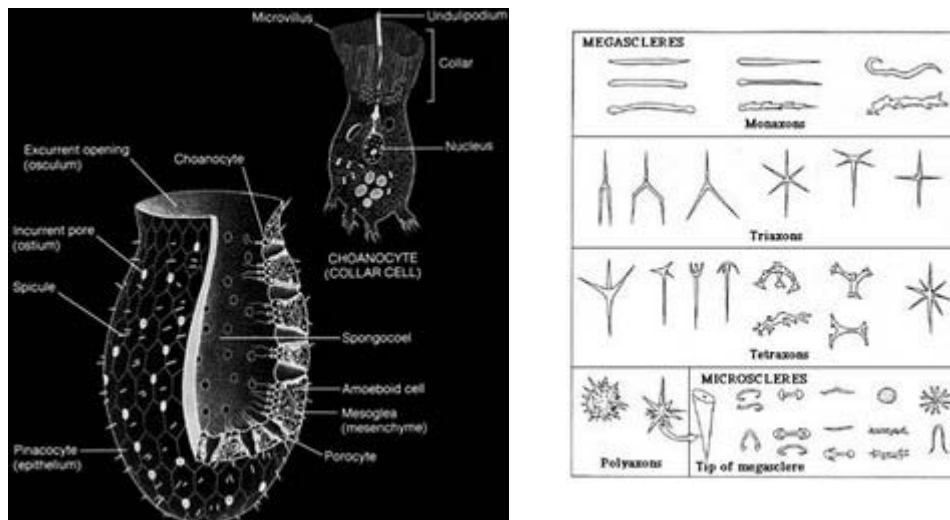 Microvillus
Undulipodium
Collar
Excurrent opening
(osculum)
Choanocyte
Nucleus
Incurrent pore
(ostium)
CHOANOCYTE
(COLLAR CELL)
Spicule
Spongocoel
Amoeboid cell
Mesoglea
(mesenchyme)
Pinacocyte
(epithelium)
Porocyte
MEGASCLERES
Monaxons
Triaxons
Tetraxons
MICROSCLERES
Polyaxons
Tip of megasclere